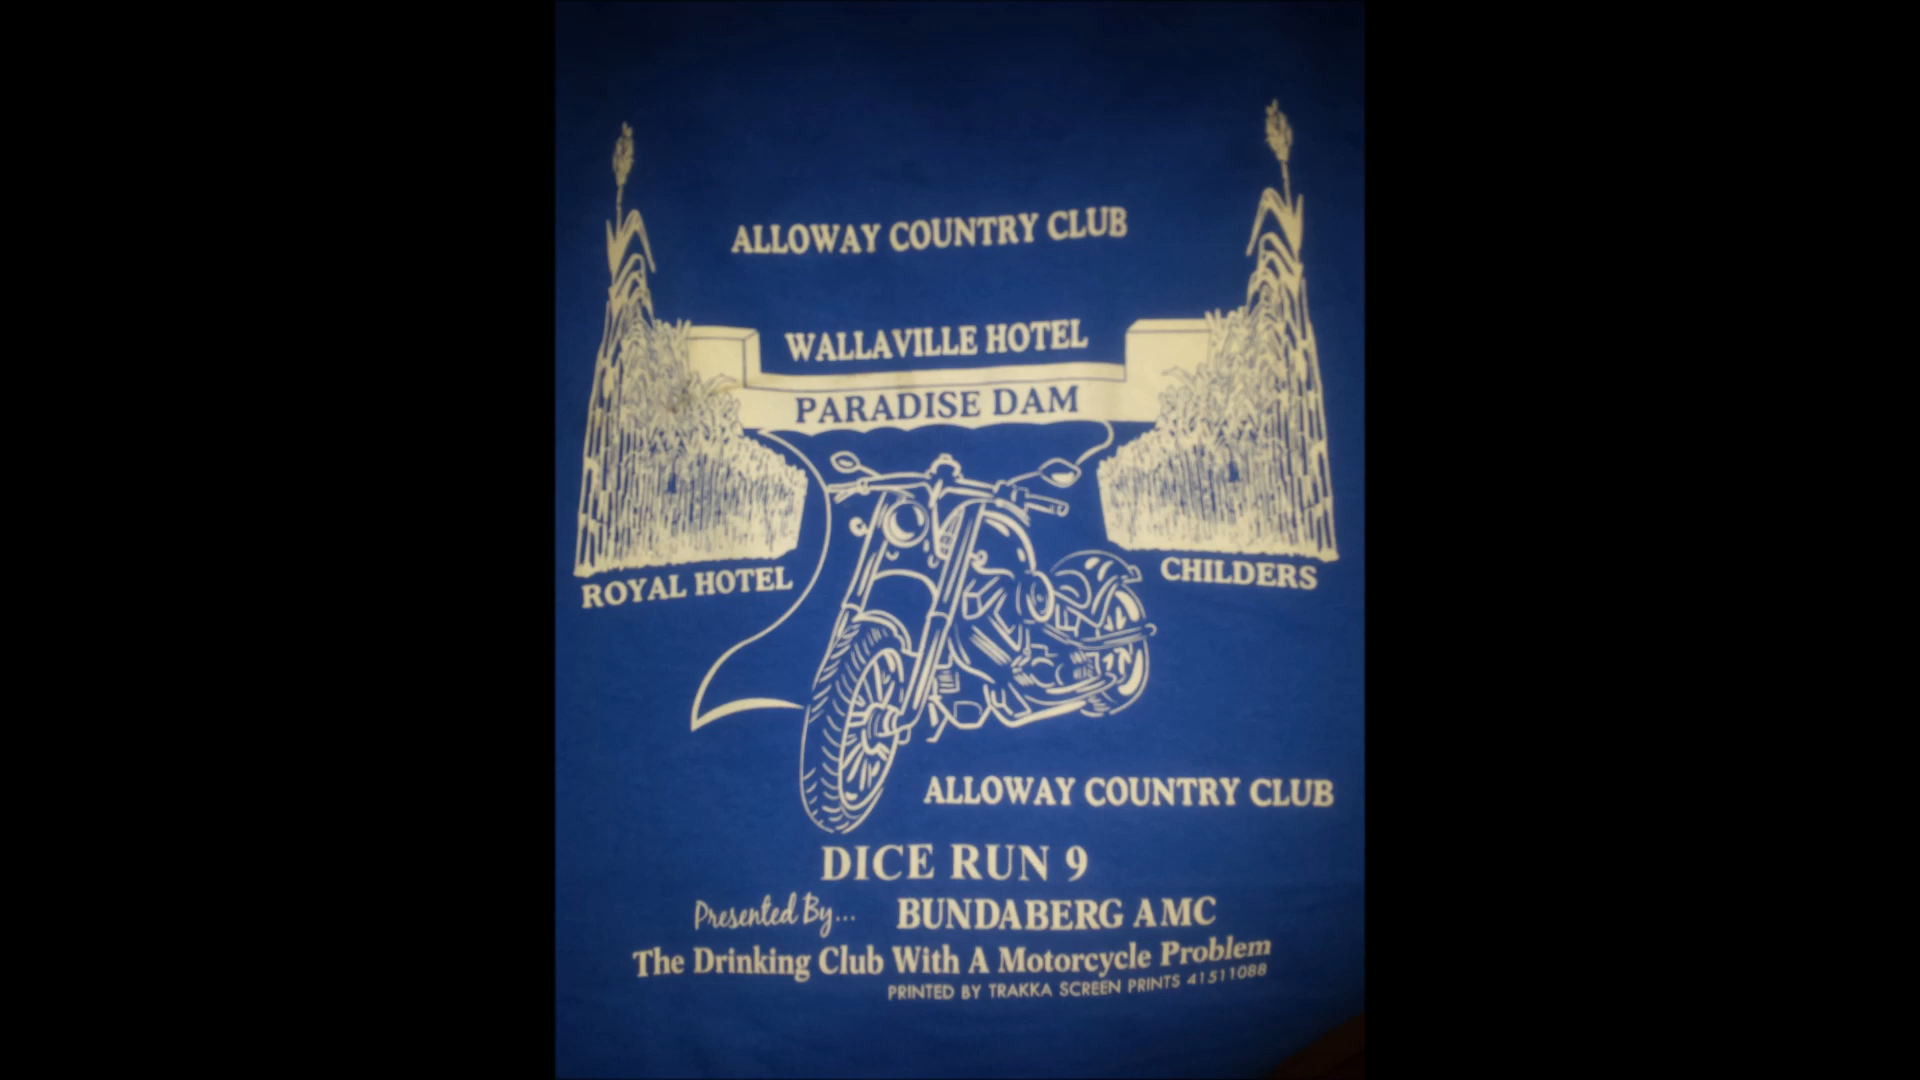 ALLOWAY COUNTRY CLUB
WALLAVILLE HOTEL
PARADISE DAM
ROYAL HOTEL
CHILDERS
ALLOWAY COUNTRY CLUB
DICE RUN 9
Presented By... BUNDABERG AMC
The Drinking Club With A Motorcycle Problem
PRINTED BY TRAKKA SCREEN PRINTS 41511088